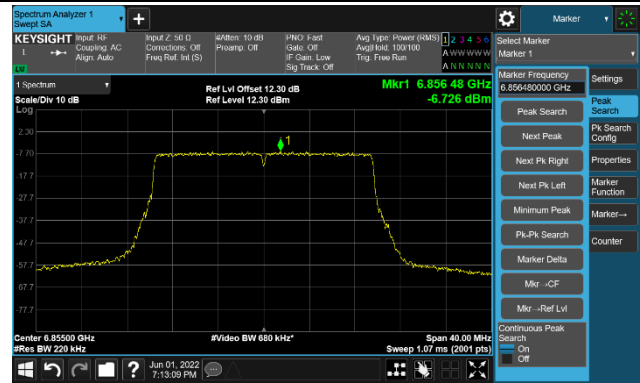 Spectrum Analyzer 1
Swept SA
+
Marker
KEYSIGHT
Input: RF
Coupling: AC
Align: Auto
Input Z: 50 Ω
Corrections: Off
Freq Ref: Int (S)
#Atten: 10 dB
Preamp: Off
PNO: Fast
Gate: Off
IF Gain: Low
Sig Track: Off
Avg Type: Power (RMS)
Avg|Hold: 100/100
Trig: Free Run
1 2 3 4 5 6
A W W W W W
A N N N N N
L
LXI
Select Marker
Marker 1
1 Spectrum
Scale/Div 10 dB
Log
Ref Lvl Offset 12.30 dB
Ref Level 12.30 dBm
Mkr1 6.856 48 GHz
-6.726 dBm
2.30
-7.70
-17.7
-27.7
-37.7
-47.7
-57.7
-67.7
-77.7
1
Center 6.85500 GHz
#Res BW 220 kHz
#Video BW 680 kHz*
Span 40.00 MHz
Sweep 1.07 ms (2001 pts)
Marker Frequency
6.856480000 GHz
Peak Search
Next Peak
Next Pk Right
Next Pk Left
Minimum Peak
Pk-Pk Search
Marker Delta
Mkr→CF
Mkr→Ref Lvl
Continuous Peak
Search
On
Off
Settings
Peak
Search
Pk Search
Config
Properties
Marker
Function
Marker→
Counter
?
Jun 01, 2022
7:13:09 PM